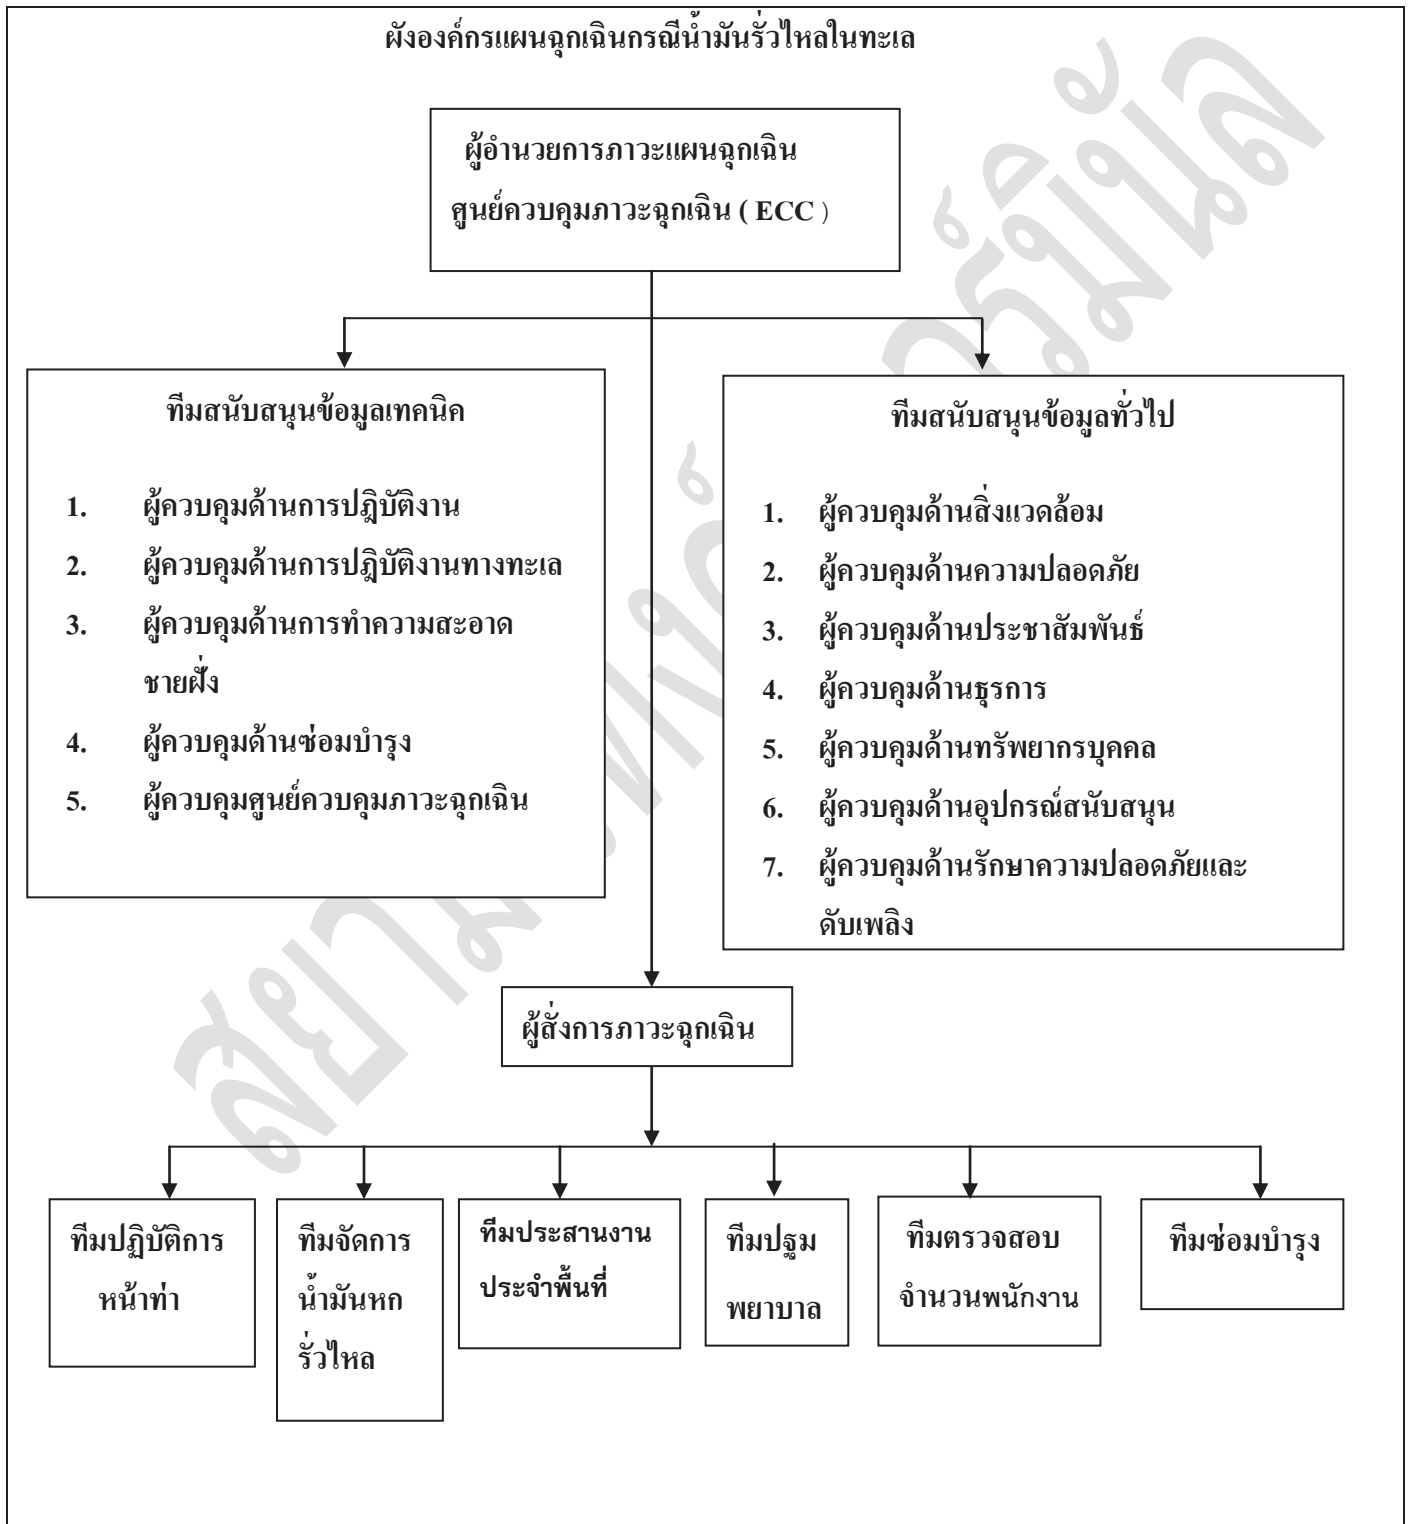 ผังองค์กรแผนฉุกเฉินกรณีน้ำมันรั่วไหลในทะเล
ผู้อำนวยการภาวะแผนฉุกเฉิน
ศูนย์ควบคุมภาวะฉุกเฉิน ( ECC )
ทีมสนับสนุนข้อมูลเทคนิค
1. ผู้ควบคุมด้านการปฎิบัติงาน
2. ผู้ควบคุมด้านการปฎิบัติงานทางทะเล
3. ผู้ควบคุมด้านการทำความสะอาด
ชายฝั่ง
4. ผู้ควบคุมด้านซ่อมบำรุง
5. ผู้ควบคุมศูนย์ควบคุมภาวะฉุกเฉิน
ทีมสนับสนุนข้อมูลทั่วไป
1. ผู้ควบคุมด้านสิ่งแวดล้อม
2. ผู้ควบคุมด้านความปลอดภัย
3. ผู้ควบคุมด้านประชาสัมพันธ์
4. ผู้ควบคุมด้านธุรการ
5. ผู้ควบคุมด้านทรัพยากรบุคคล
6. ผู้ควบคุมด้านอุปกรณ์สนับสนุน
7. ผู้ควบคุมด้านรักษาความปลอดภัยและ
ดับเพลิง
ผู้สั่งการภาวะฉุกเฉิน
ทีมปฏิบัติการ
หน้าท่า
ทีมจัดการ
น้ำมันหก
รั่วไหล
ทีมประสานงาน
ประจำพื้นที่
ทีมปฐม
พยาบาล
ทีมตรวจสอบ
จำนวนพนักงาน
ทีมซ่อมบำรุง